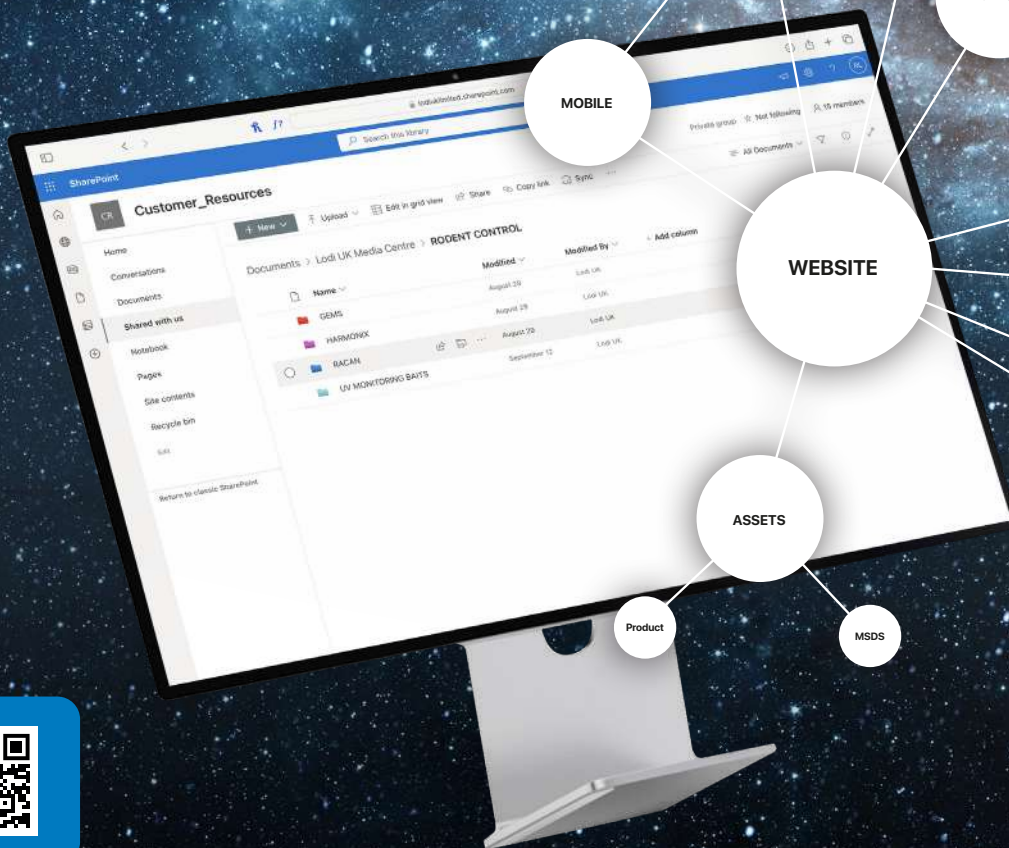 MOBILE
WEBSITE
ASSETS
Product
MSDS
lodiuklimited.sharepoint.com
SharePoint
Search this library
CR
Customer_Resources
Private group
Not following
15 members
New
Upload
Edit in grid view
Share
Copy link
Sync
All Documents
Home
Conversations
Documents
Shared with us
Notebook
Pages
Site contents
Recycle bin
Edit
Return to classic SharePoint
Documents > Lodi UK Media Centre > RODENT CONTROL
Name
Modified
Modified By
Add column
GEMS
August 29
Lodi UK
HARMONIX
August 29
Lodi UK
RACAN
August 29
Lodi UK
UV MONITORING BAITS
September 12
Lodi UK